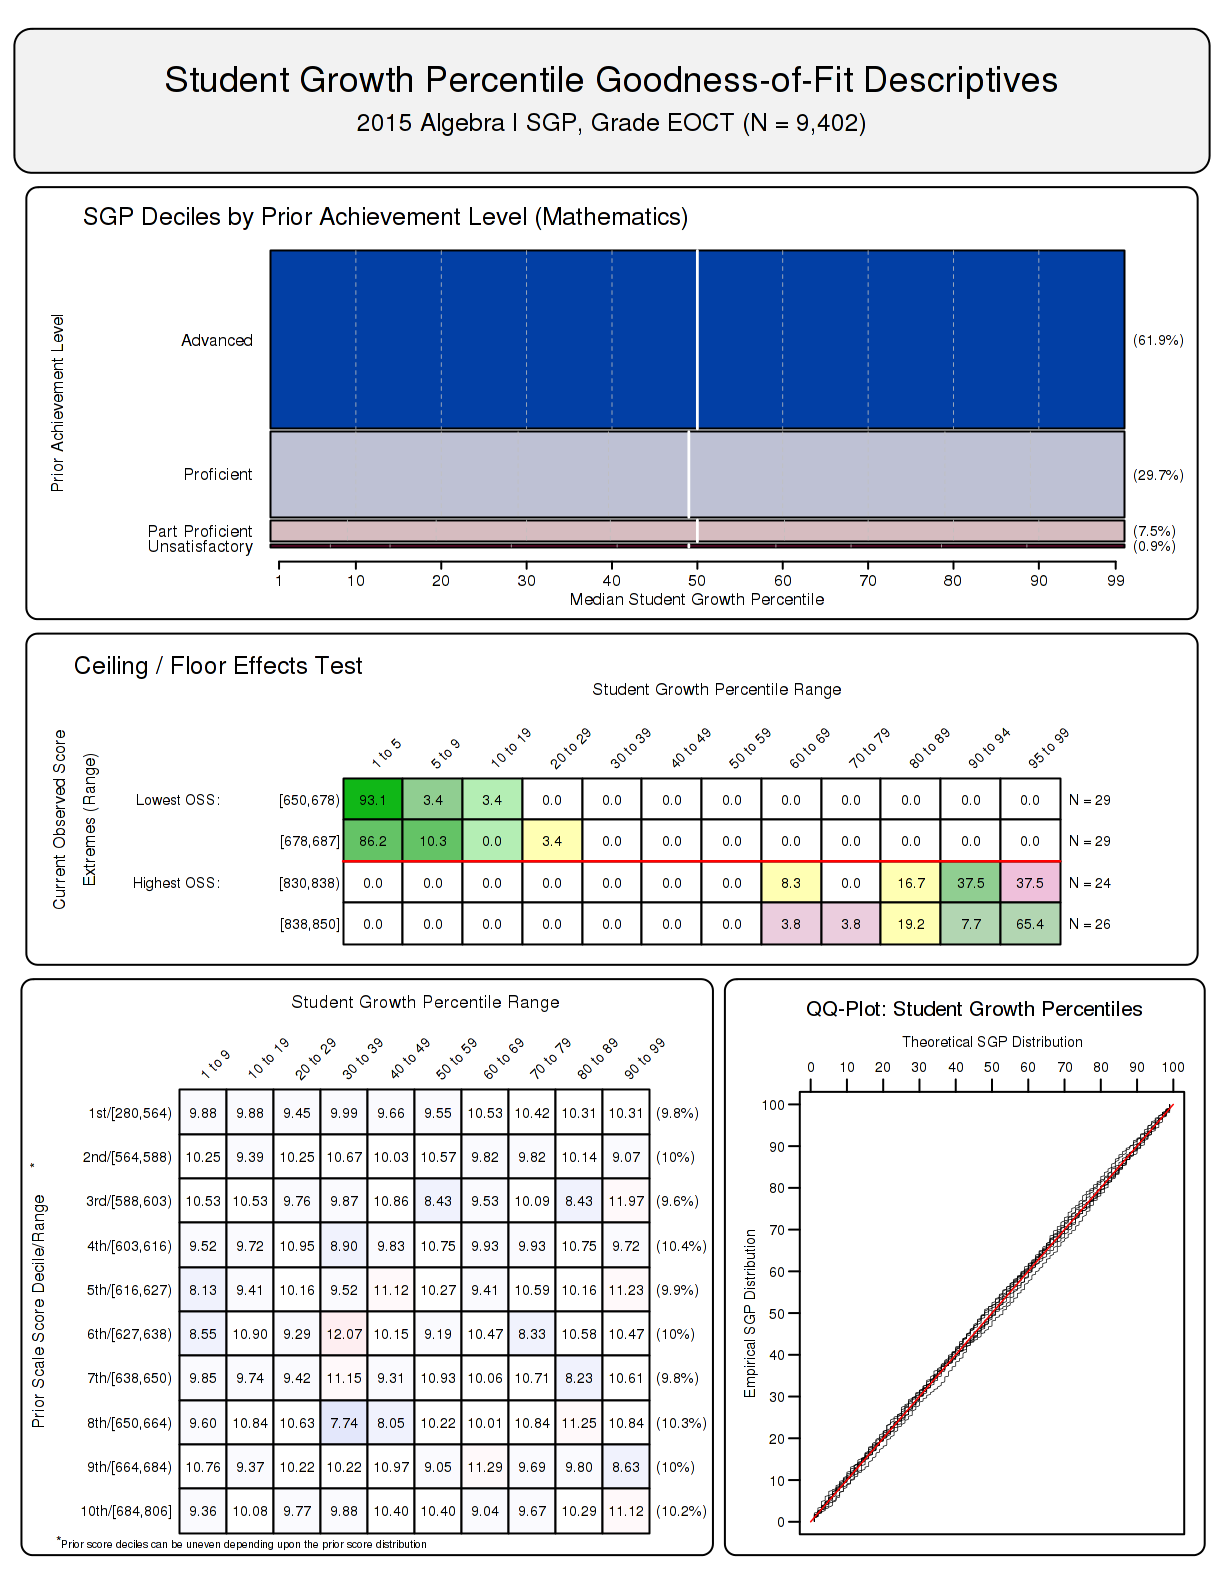 Student Growth Percentile Goodness-of-Fit Descriptives
2015 Algebra I SGP, Grade EOCT (N = 9,402)
SGP Deciles by Prior Achievement Level (Mathematics)
Prior Achievement Level
Advanced (61.9%)
Proficient (29.7%)
Part Proficient (7.5%)
Unsatisfactory (0.9%)
1 10 20 30 40 50 60 70 80 90 99
Median Student Growth Percentile
Ceiling / Floor Effects Test
Student Growth Percentile Range
Current Observed Score
Extremes (Range)
1 to 5 5 to 9 10 to 19 20 to 29 30 to 39 40 to 49 50 to 59 60 to 69 70 to 79 80 to 89 90 to 94 95 to 99
Lowest OSS: [650,678) 93.1 3.4 3.4 0.0 0.0 0.0 0.0 0.0 0.0 0.0 0.0 0.0 N = 29
[678,687] 86.2 10.3 0.0 3.4 0.0 0.0 0.0 0.0 0.0 0.0 0.0 0.0 N = 29
Highest OSS: [830,838) 0.0 0.0 0.0 0.0 0.0 0.0 0.0 8.3 0.0 16.7 37.5 37.5 N = 24
[838,850] 0.0 0.0 0.0 0.0 0.0 0.0 0.0 3.8 3.8 19.2 7.7 65.4 N = 26
Student Growth Percentile Range
Prior Scale Score Decile/Range *
1 to 9 10 to 19 20 to 29 30 to 39 40 to 49 50 to 59 60 to 69 70 to 79 80 to 89 90 to 99
1st/[280,564) 9.88 9.88 9.45 9.99 9.66 9.55 10.53 10.42 10.31 10.31 (9.8%)
2nd/[564,588) 10.25 9.39 10.25 10.67 10.03 10.57 9.82 9.82 10.14 9.07 (10%)
3rd/[588,603) 10.53 10.53 9.76 9.87 10.86 8.43 9.53 10.09 8.43 11.97 (9.6%)
4th/[603,616) 9.52 9.72 10.95 8.90 9.83 10.75 9.93 9.93 10.75 9.72 (10.4%)
5th/[616,627) 8.13 9.41 10.16 9.52 11.12 10.27 9.41 10.59 10.16 11.23 (9.9%)
6th/[627,638) 8.55 10.90 9.29 12.07 10.15 9.19 10.47 8.33 10.58 10.47 (10%)
7th/[638,650) 9.85 9.74 9.42 11.15 9.31 10.93 10.06 10.71 8.23 10.61 (9.8%)
8th/[650,664) 9.60 10.84 10.63 7.74 8.05 10.22 10.01 10.84 11.25 10.84 (10.3%)
9th/[664,684) 10.76 9.37 10.22 10.22 10.97 9.05 11.29 9.69 9.80 8.63 (10%)
10th/[684,806] 9.36 10.08 9.77 9.88 10.40 10.40 9.04 9.67 10.29 11.12 (10.2%)
*Prior score deciles can be uneven depending upon the prior score distribution
QQ-Plot: Student Growth Percentiles
Theoretical SGP Distribution
0 10 20 30 40 50 60 70 80 90 100
Empirical SGP Distribution
100
90
80
70
60
50
40
30
20
10
0